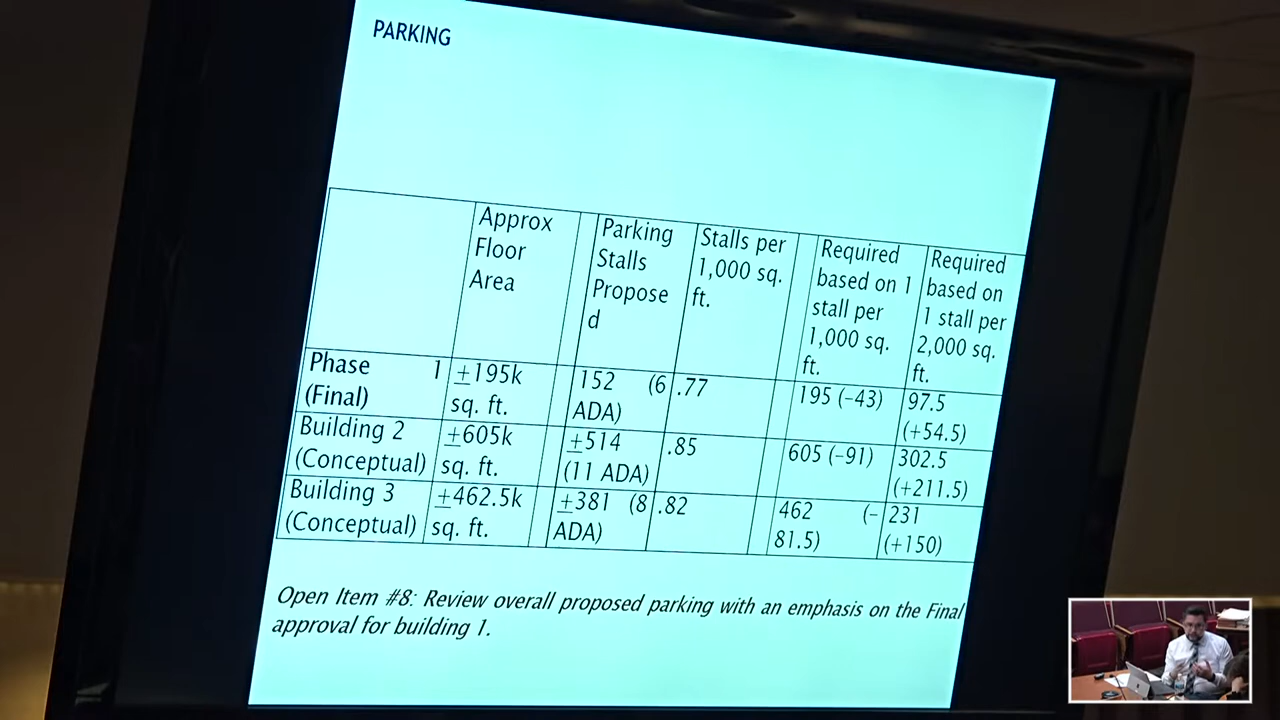 PARKING
Approx
Floor
Area
Parking
Stalls
Propose
d
Stalls per
1,000 sq.
ft.
Required
based on 1
stall per
1,000 sq.
ft.
Required
based on
1 stall per
2,000 sq.
ft.
Phase 1
(Final)
±195k
sq. ft.
152 (6
ADA)
.77
195 (-43)
97.5
(+54.5)
Building 2
(Conceptual)
±605k
sq. ft.
±514
(11 ADA)
.85
605 (-91)
302.5
(+211.5)
Building 3
(Conceptual)
±462.5k
sq. ft.
±381 (8
ADA)
.82
462 (-
81.5)
231
(+150)
Open Item #8: Review overall proposed parking with an emphasis on the Final
approval for building 1.